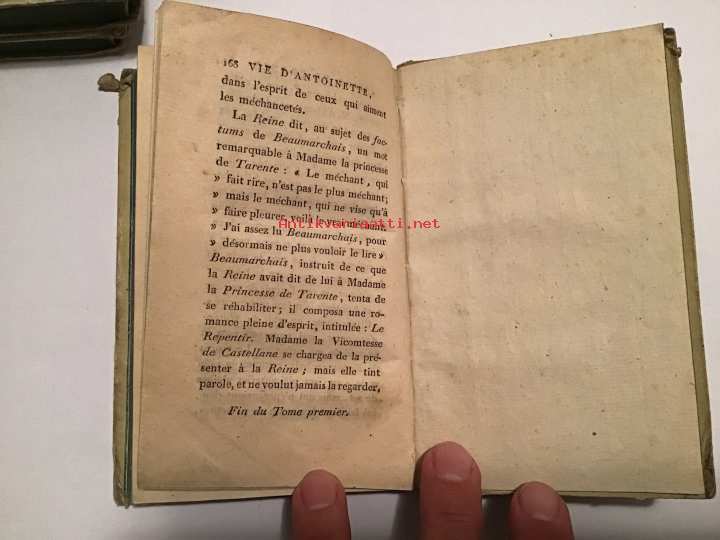 168 VIE D'ANTOINETTE,
dans l'esprit de ceux qui aiment
les méchancetés.
La Reine dit, au sujet des fac-
tums de Beaumarchais, un mot
remarquable à Madame la princesse
de Tarente : « Le méchant, qui
» fait rire, n'est pas le plus méchant;
» mais le méchant, qui ne vise qu'à
» faire pleurer, voilà le
Antikvariaatti.net
» J'ai assez lu Beaumarchais, pour
» désormais ne plus vouloir le lire »
Beaumarchais, instruit de ce que
la Reine avait dit de lui à Madame
la Princesse de Tarente, tenta de
se réhabiliter; il composa une ro-
mance pleine d'esprit, intitulée : Le
Repentir. Madame la Vicomtesse
de Castellane se chargea de la pré-
senter à la Reine; mais elle tint
parole, et ne voulut jamais la regarder,
Fin du Tome premier.